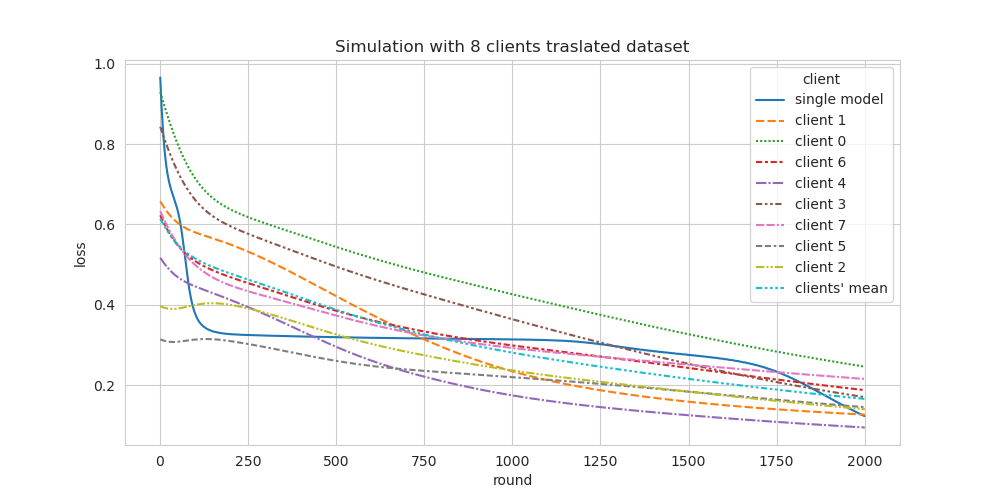 Simulation with 8 clients traslated dataset
loss
1.0
0.8
0.6
0.4
0.2
client
single model
client 1
client 0
client 6
client 4
client 3
client 7
client 5
client 2
clients' mean
0 250 500 750 1000 1250 1500 1750 2000
round